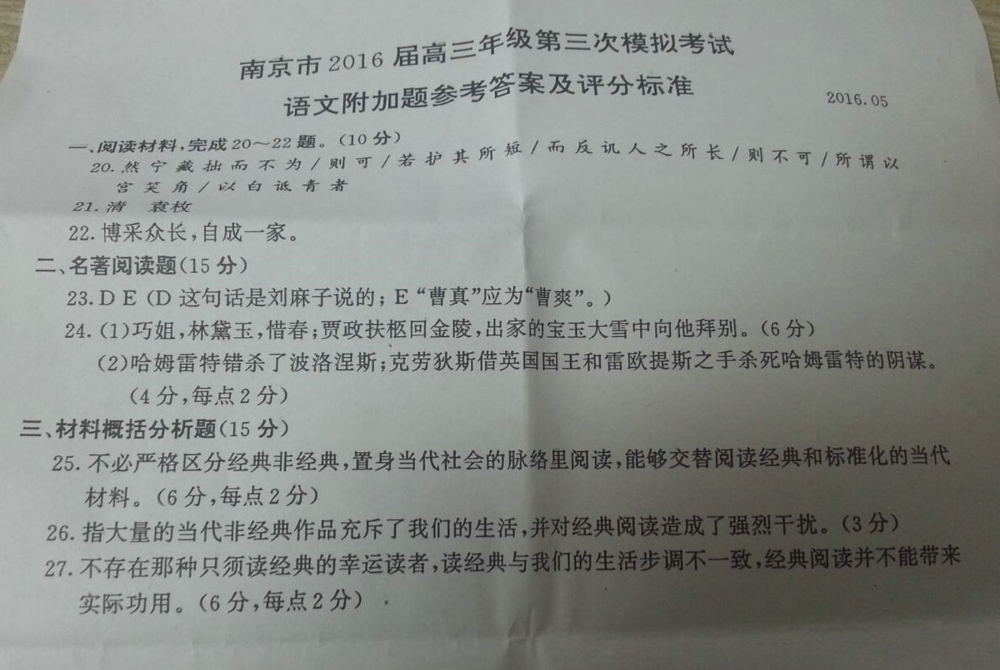 南京市2016届高三年级第三次模拟考试
语文附加题参考答案及评分标准
2016.05
一、阅读材料,完成20～22题。(10分)
20.然宁藏拙而不为/则可/若护其所短/而反讥人之所长/则不可/所谓以
宫笑角/以白诋青者
21.清 袁枚
22.博采众长,自成一家。
二、名著阅读题(15分)
23.D E (D 这句话是刘麻子说的; E “曹真”应为“曹爽”。)
24.(1)巧姐,林黛玉,惜春;贾政扶柩回金陵,出家的宝玉大雪中向他拜别。(6分)
(2)哈姆雷特错杀了波洛涅斯;克劳狄斯借英国国王和雷欧提斯之手杀死哈姆雷特的阴谋。
(4分,每点2分)
三、材料概括分析题(15分)
25.不必严格区分经典非经典,置身当代社会的脉络里阅读,能够交替阅读经典和标准化的当代
材料。(6分,每点2分)
26.指大量的当代非经典作品充斥了我们的生活,并对经典阅读造成了强烈干扰。(3分)
27.不存在那种只须读经典的幸运读者,读经典与我们的生活步调不一致,经典阅读并不能带来
实际功用。(6分,每点2分)